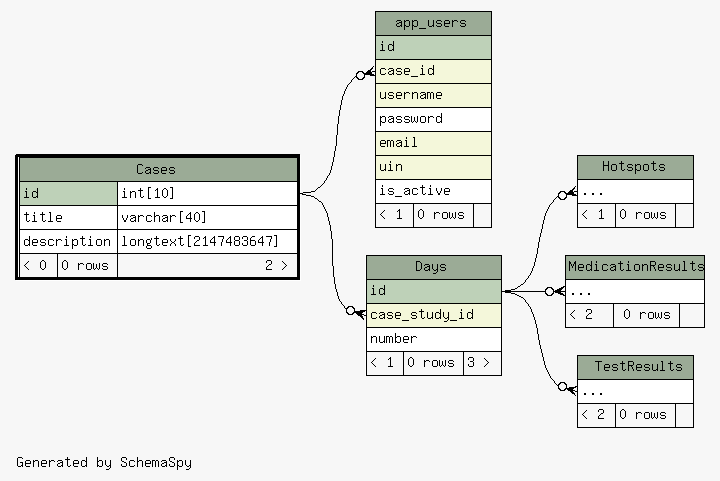 app_users
id
case_id
username
password
email
uin
is_active
< 1 0 rows
Cases
id int[10]
title varchar[40]
description longtext[2147483647]
< 0 0 rows 2 >
Days
id
case_study_id
number
< 1 0 rows 3 >
Hotspots
...
< 1 0 rows
MedicationResults
...
< 2 0 rows
TestResults
...
< 2 0 rows
Generated by SchemaSpy